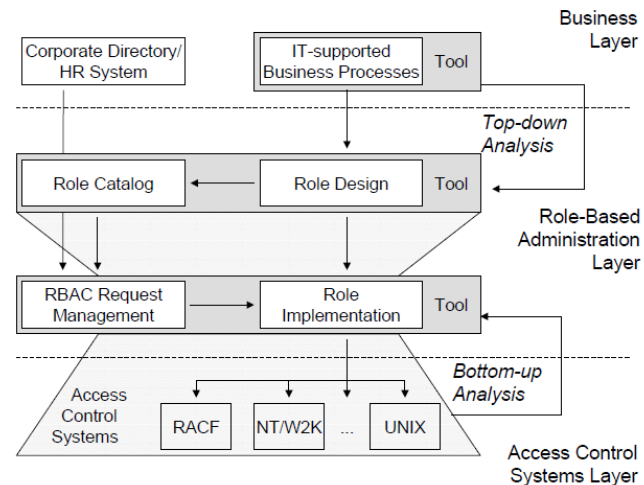 Business
Layer
Corporate Directory/
HR System
IT-supported
Business Processes
Tool
Top-down
Analysis
Role Catalog
Role Design
Tool
Role-Based
Administration
Layer
RBAC Request
Management
Role
Implementation
Tool
Bottom-up
Analysis
Access
Control
Systems
RACF
NT/W2K
...
UNIX
Access Control
Systems Layer